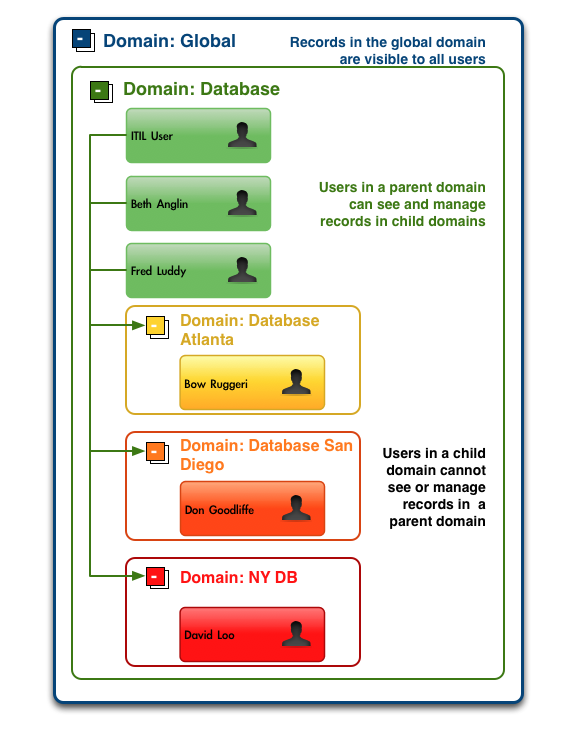 Domain: Global
Records in the global domain
are visible to all users
Domain: Database
ITIL User
Beth Anglin
Users in a parent domain
can see and manage
records in child domains
Fred Luddy
Domain: Database
Atlanta
Bow Ruggeri
Domain: Database San
Diego
Don Goodliffe
Users in a child
domain cannot
see or manage
records in a
parent domain
Domain: NY DB
David Loo